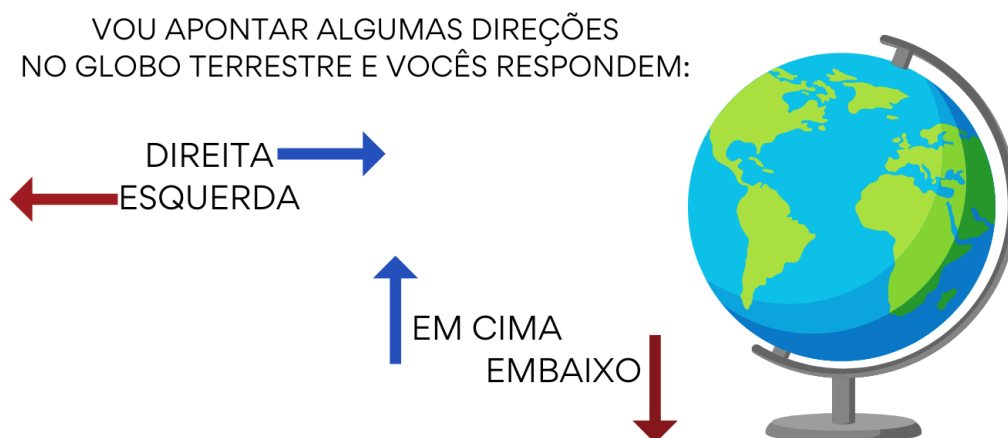 VOU APONTAR ALGUMAS DIREÇÕES
NO GLOBO TERRESTRE E VOCÊS RESPONDEM:
DIREITA
ESQUERDA
EM CIMA
EMBAIXO